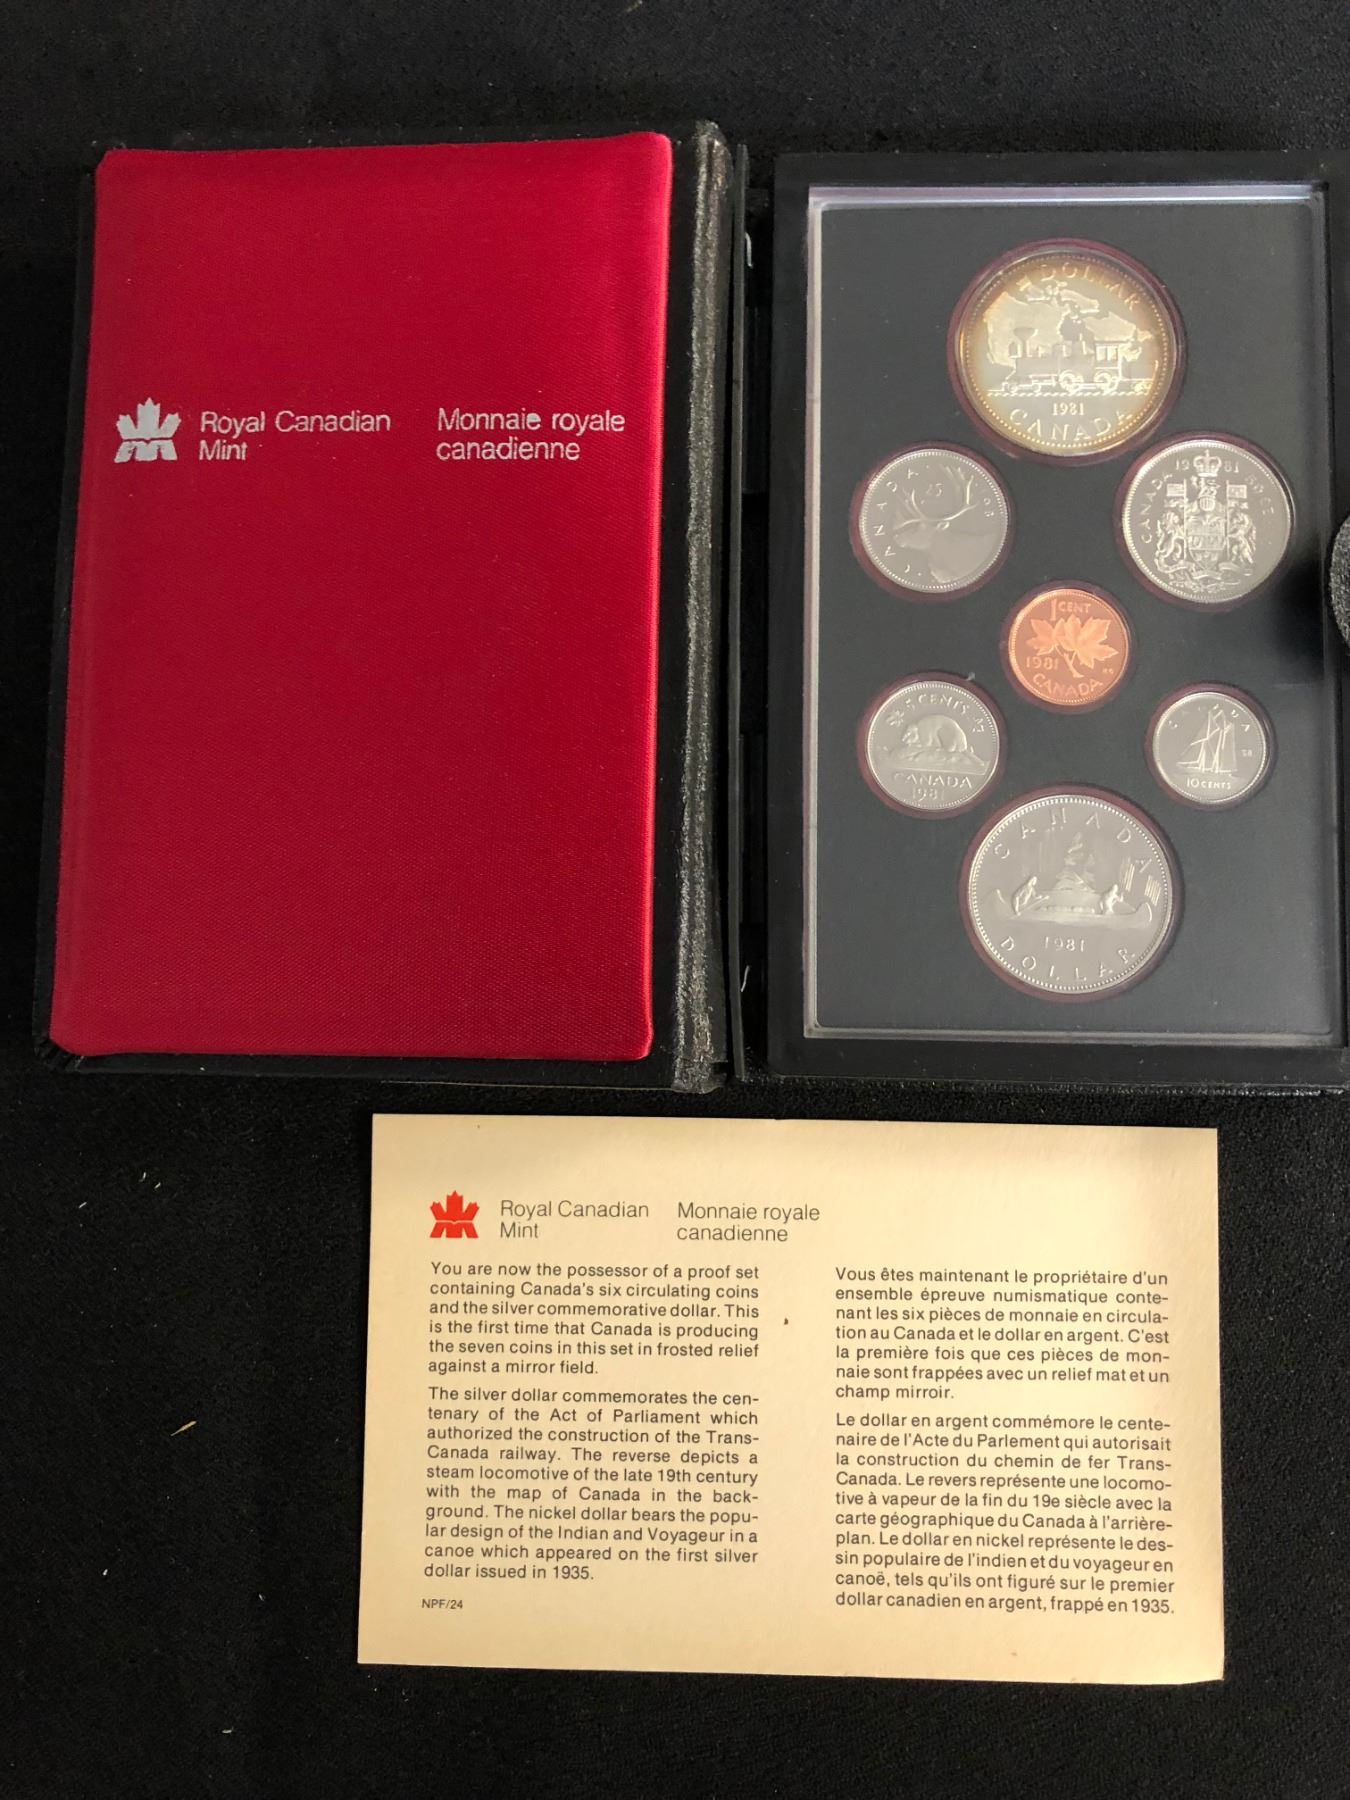 Royal Canadian
Mint
Monnaie royale
canadienne
DOLLAR
1981
CANADA
CANADA
25
CANADA 1981 50 CENTS
1 CENT
1981
CANADA
5 CENTS
CANADA
1981
CANADA
10 CENTS
CANADA
1981
DOLLAR
Royal Canadian
Mint
Monnaie royale
canadienne
You are now the possessor of a proof set
containing Canada's six circulating coins
and the silver commemorative dollar. This
is the first time that Canada is producing
the seven coins in this set in frosted relief
against a mirror field.
The silver dollar commemorates the cen-
tenary of the Act of Parliament which
authorized the construction of the Trans-
Canada railway. The reverse depicts a
steam locomotive of the late 19th century
with the map of Canada in the back-
ground. The nickel dollar bears the popu-
lar design of the Indian and Voyageur in a
canoe which appeared on the first silver
dollar issued in 1935.
NPF/24
Vous êtes maintenant le propriétaire d'un
ensemble épreuve numismatique conte-
nant les six pièces de monnaie en circula-
tion au Canada et le dollar en argent. C'est
la première fois que ces pièces de mon-
naie sont frappées avec un relief mat et un
champ mirroir.
Le dollar en argent commémore le cente-
naire de l'Acte du Parlement qui autorisait
la construction du chemin de fer Trans-
Canada. Le revers représente une locomo-
tive à vapeur de la fin du 19e siècle avec la
carte géographique du Canada à l'arrière-
plan. Le dollar en nickel représente le des-
sin populaire de l'indien et du voyageur en
canoë, tels qu'ils ont figuré sur le premier
dollar canadien en argent, frappé en 1935.